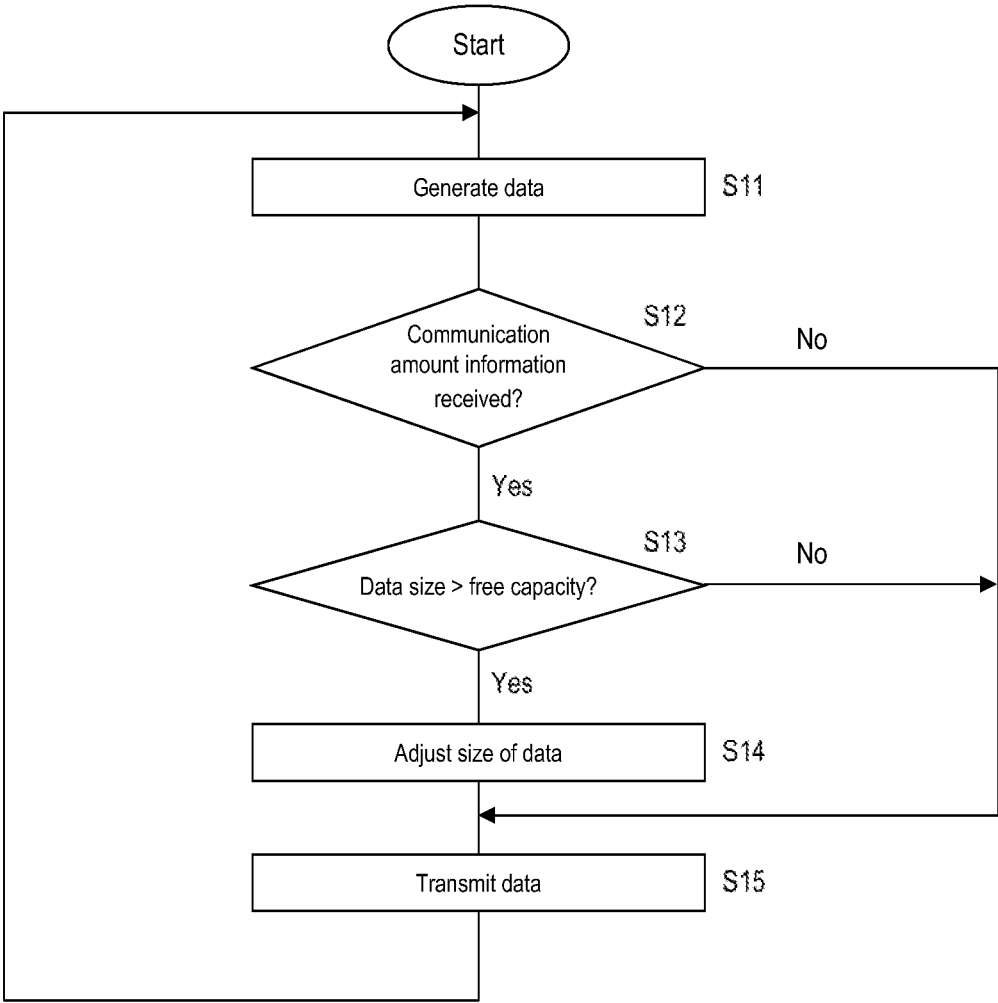 Start
Generate data
S11
Communication
amount information
received?
S12
No
Yes
Data size > free capacity?
S13
No
Yes
Adjust size of data
S14
Transmit data
S15